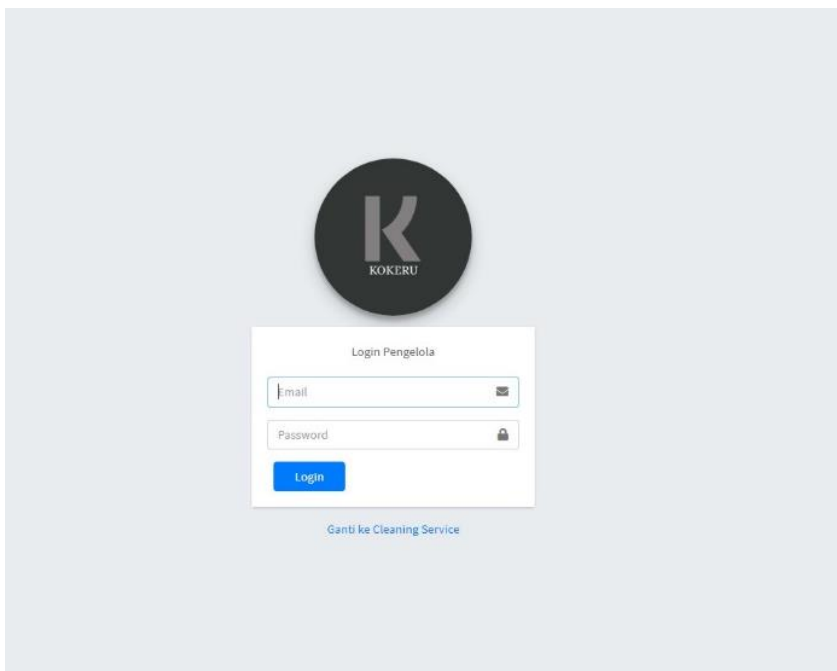 K
KOKERU
Login Pengelola
Email
Password
Login
Ganti ke Cleaning Service